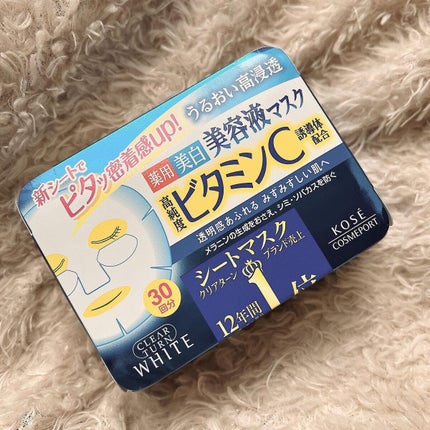 うるおい高浸透
新シートで
ピタッ密着感up!
薬用 美白 美容液マスク
高純度 ビタミンC 誘導体配合
透明感あふれる みずみずしい肌へ
メラニンの生成をおさえ、シミ・ソバカスを防ぐ
KOSÉ
COSMEPORT
シートマスク
クリアターン ブランド売上
12年間 1位
30
回分
CLEAR
TURN
WHITE